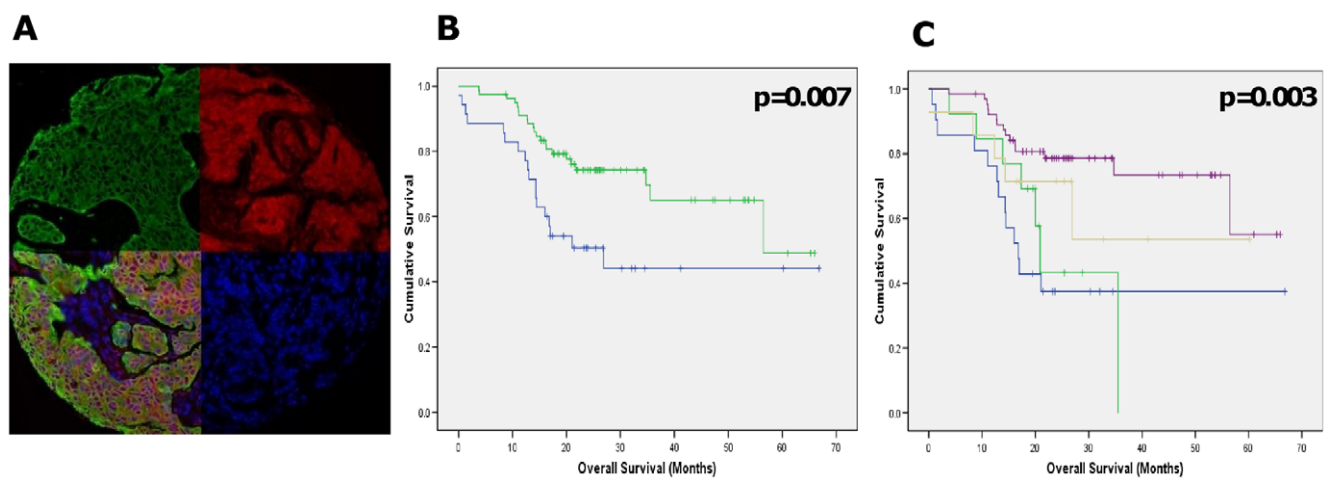 A
B
C
p=0.007
p=0.003
Cumulative Survival
1.0
0.8
0.6
0.4
0.2
0.0
0 10 20 30 40 50 60 70
Overall Survival (Months)
Cumulative Survival
1.0
0.8
0.6
0.4
0.2
0.0
0 10 20 30 40 50 60 70
Overall Survival (Months)